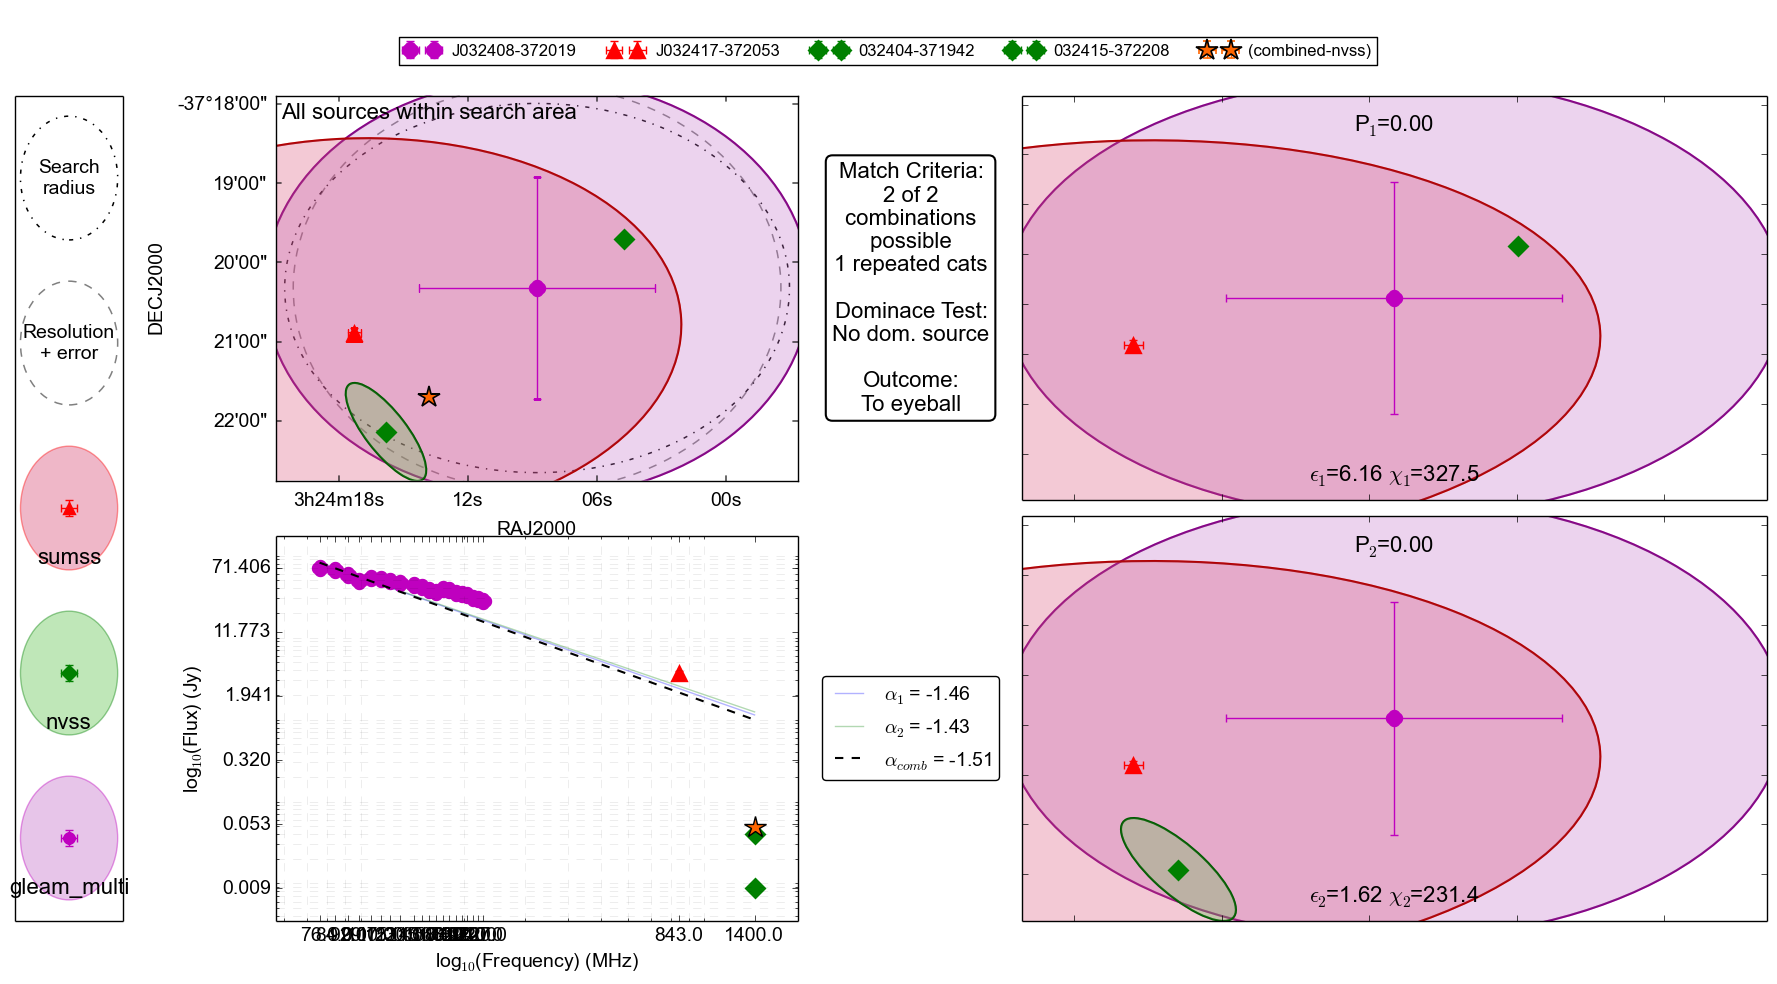 J032408-372019 J032417-372053 032404-371942 032415-372208 (combined-nvss)
Search
radius
Resolution
+ error
sumss
nvss
gleam_multi
All sources within search area
-37°18'00"
19'00"
20'00"
21'00"
22'00"
DECJ2000
3h24m18s 12s 06s 00s
RAJ2000
Match Criteria:
2 of 2
combinations
possible
1 repeated cats
Dominace Test:
No dom. source
Outcome:
To eyeball
P1=0.00
ϵ1=6.16 χ1=327.5
71.406
11.773
1.941
0.320
0.053
0.009
log10(Flux) (Jy)
843.0 1400.0
log10(Frequency) (MHz)
α1 = -1.46
α2 = -1.43
αcomb = -1.51
P2=0.00
ϵ2=1.62 χ2=231.4